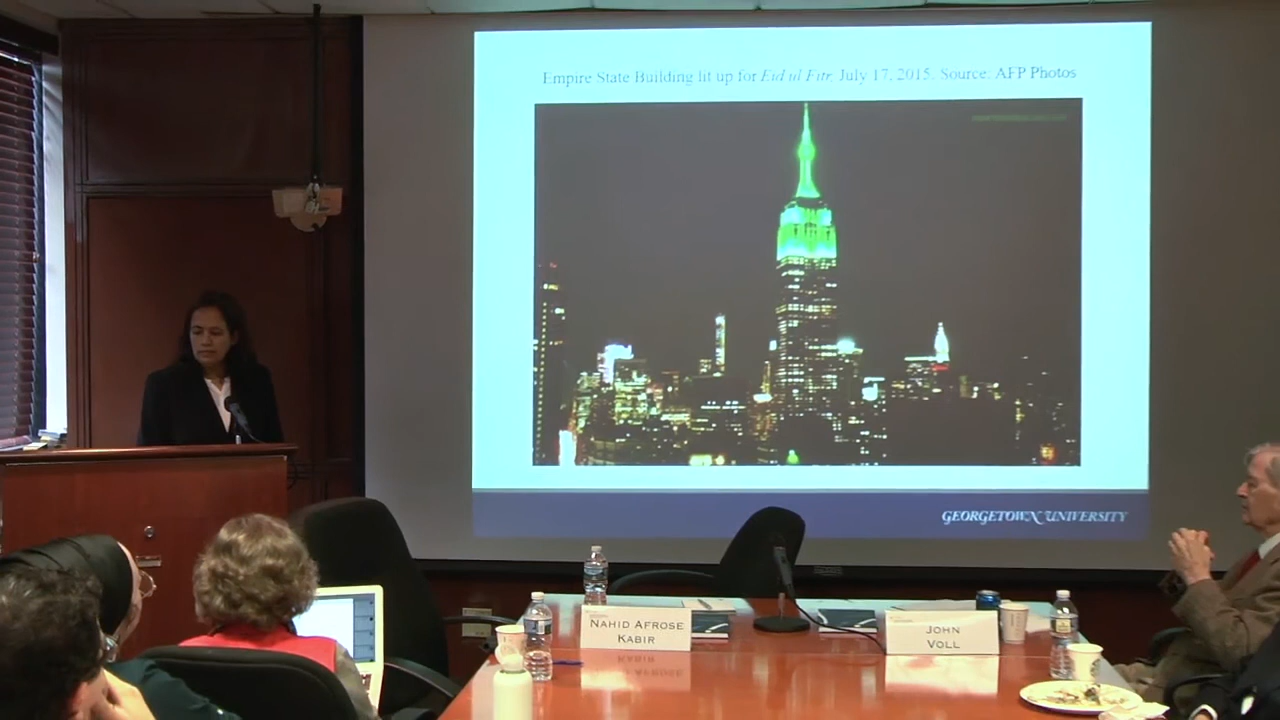 Empire State Building lit up for Eid ul Fitr. July 17, 2015. Source. AFP Photos
GEORGETOWN UNIVERSITY
NAHID AFROSE
KABIR
JOHN
VOLL